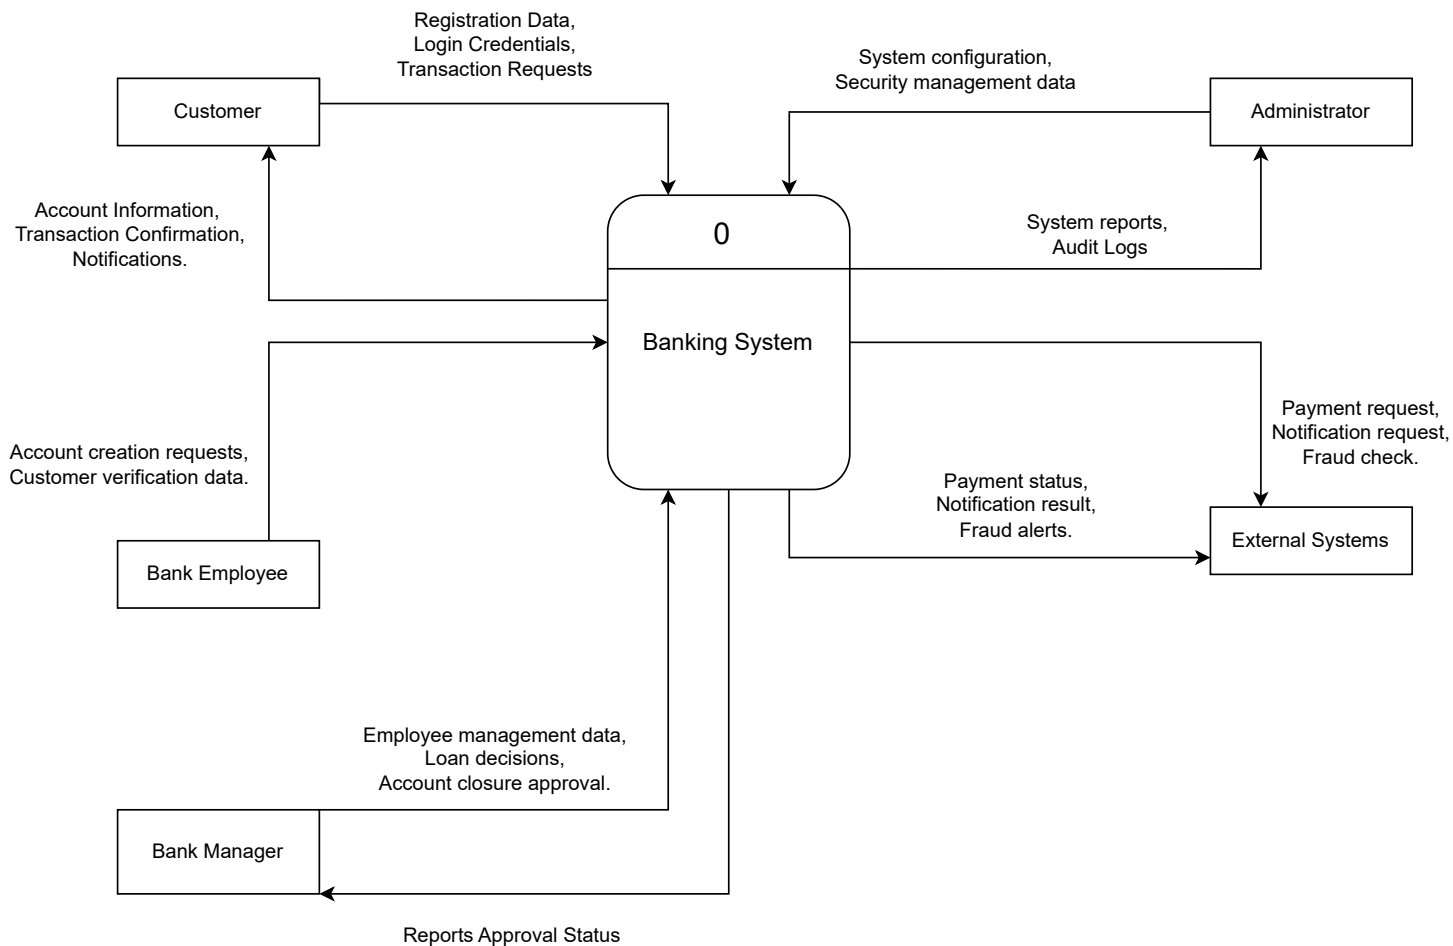 Registration Data,
Login Credentials,
Transaction Requests
System configuration,
Security management data
Customer
Administrator
Account Information,
Transaction Confirmation,
Notifications.
0
System reports,
Audit Logs
Banking System
Payment request,
Notification request,
Fraud check.
Account creation requests,
Customer verification data.
Payment status,
Notification result,
Fraud alerts.
External Systems
Bank Employee
Employee management data,
Loan decisions,
Account closure approval.
Bank Manager
Reports Approval Status